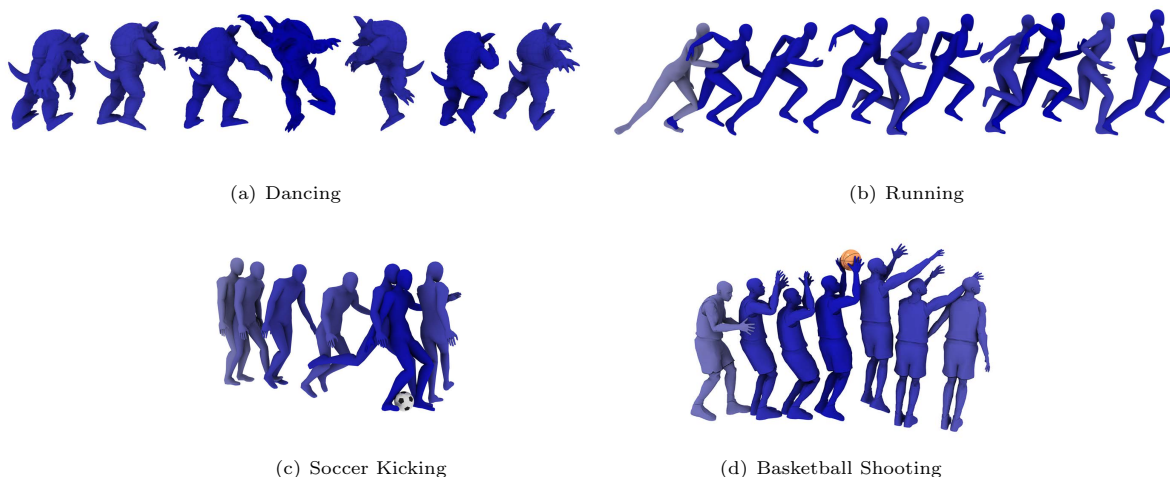 (a) Dancing
(b) Running
(c) Soccer Kicking
(d) Basketball Shooting